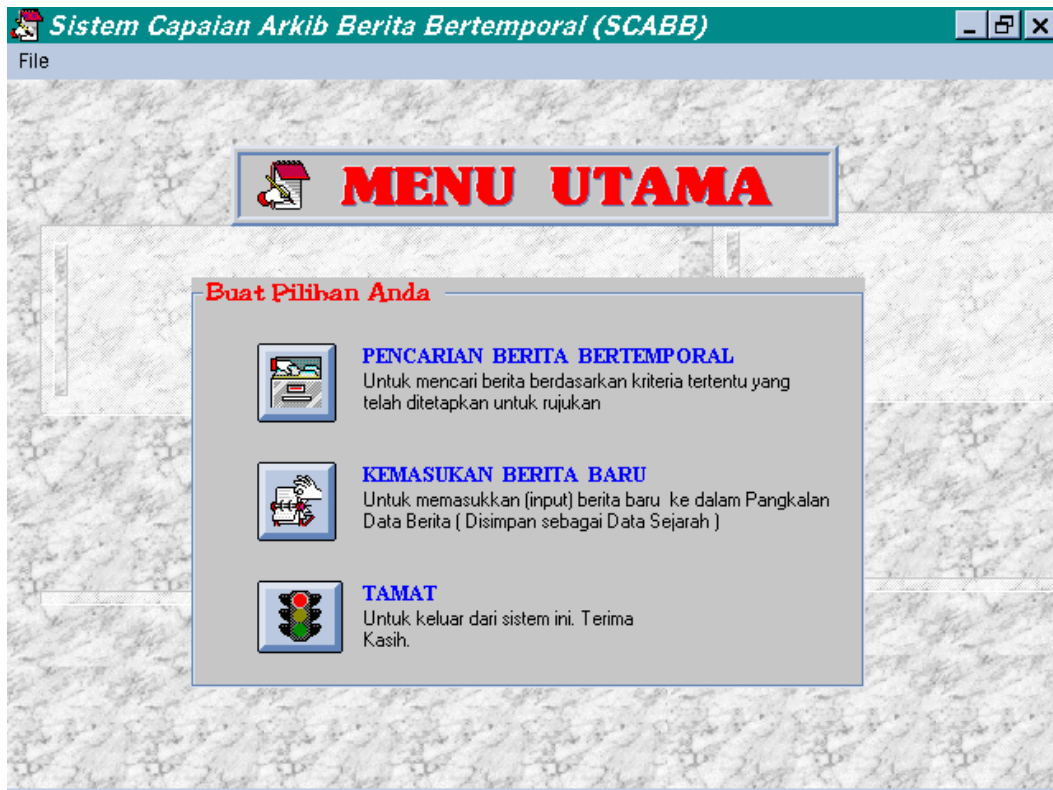 Sistem Capaian Arkib Berita Bertemporal (SCABB)
File
MENU UTAMA
Buat Pilihan Anda
PENCARIAN BERITA BERTEMPORAL
Untuk mencari berita berdasarkan kriteria tertentu yang
telah ditetapkan untuk rujukan
KEMASUKAN BERITA BARU
Untuk memasukkan (input) berita baru ke dalam Pangkalan
Data Berita ( Disimpan sebagai Data Sejarah )
TAMAT
Untuk keluar dari sistem ini. Terima
Kasih.